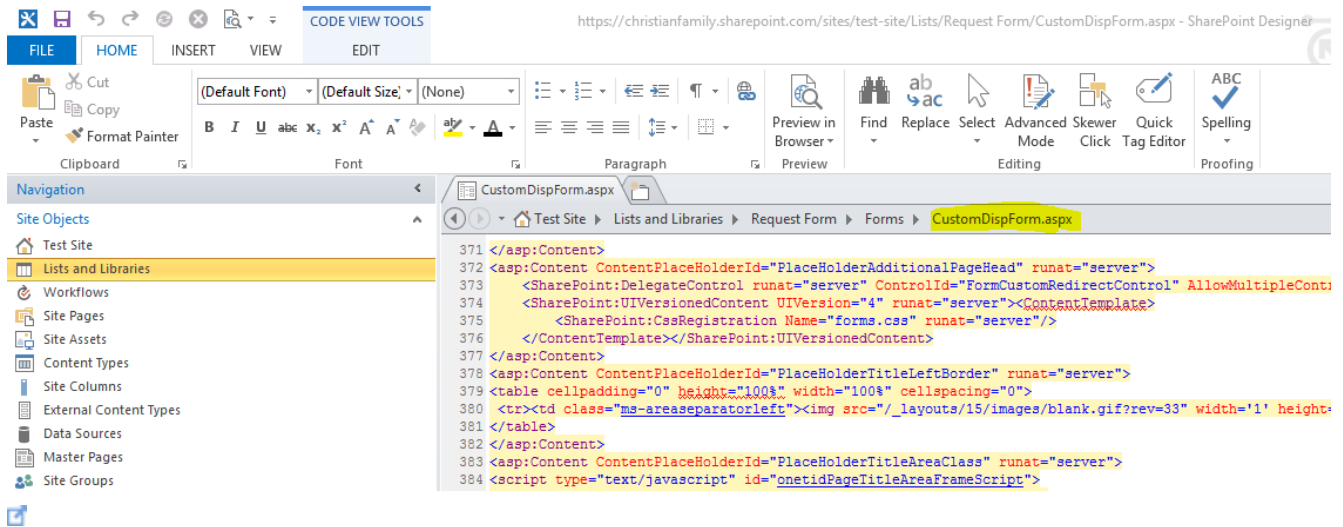 CODE VIEW TOOLS
https://christianfamily.sharepoint.com/sites/test-site/Lists/Request Form/CustomDispForm.aspx - SharePoint Designer
FILE HOME INSERT VIEW EDIT
Paste
Cut
Copy
Format Painter
Clipboard
(Default Font) (Default Size) (None)
B I U abc X₂ X² A A ab A
Font
Paragraph
Preview in
Browser
Preview
Find
ab
ac
Replace
Select
Advanced
Mode
Skewer
Click
Quick
Tag Editor
Editing
ABC
Spelling
Proofing
Navigation
Site Objects
Test Site
Lists and Libraries
Workflows
Site Pages
Site Assets
Content Types
Site Columns
External Content Types
Data Sources
Master Pages
Site Groups
CustomDispForm.aspx
Test Site Lists and Libraries Request Form Forms CustomDispForm.aspx
371 </asp:Content>
372 <asp:Content ContentPlaceHolderId="PlaceHolderAdditionalPageHead" runat="server">
373 <SharePoint:DelegateControl runat="server" ControlId="FormCustomRedirectControl" AllowMultipleContr
374 <SharePoint:UIVersionedContent UIVersion="4" runat="server"><ContentTemplate>
375 <SharePoint:CssRegistration Name="forms.css" runat="server"/>
376 </ContentTemplate></SharePoint:UIVersionedContent>
377 </asp:Content>
378 <asp:Content ContentPlaceHolderId="PlaceHolderTitleLeftBorder" runat="server">
379 <table cellpadding="0" height="100%" width="100%" cellspacing="0">
380 <tr><td class="ms-areaseparatorleft"><img src="/_layouts/15/images/blank.gif?rev=33" width='1' height=
381 </table>
382 </asp:Content>
383 <asp:Content ContentPlaceHolderId="PlaceHolderTitleAreaClass" runat="server">
384 <script type="text/javascript" id="onetidPageTitleAreaFrameScript">